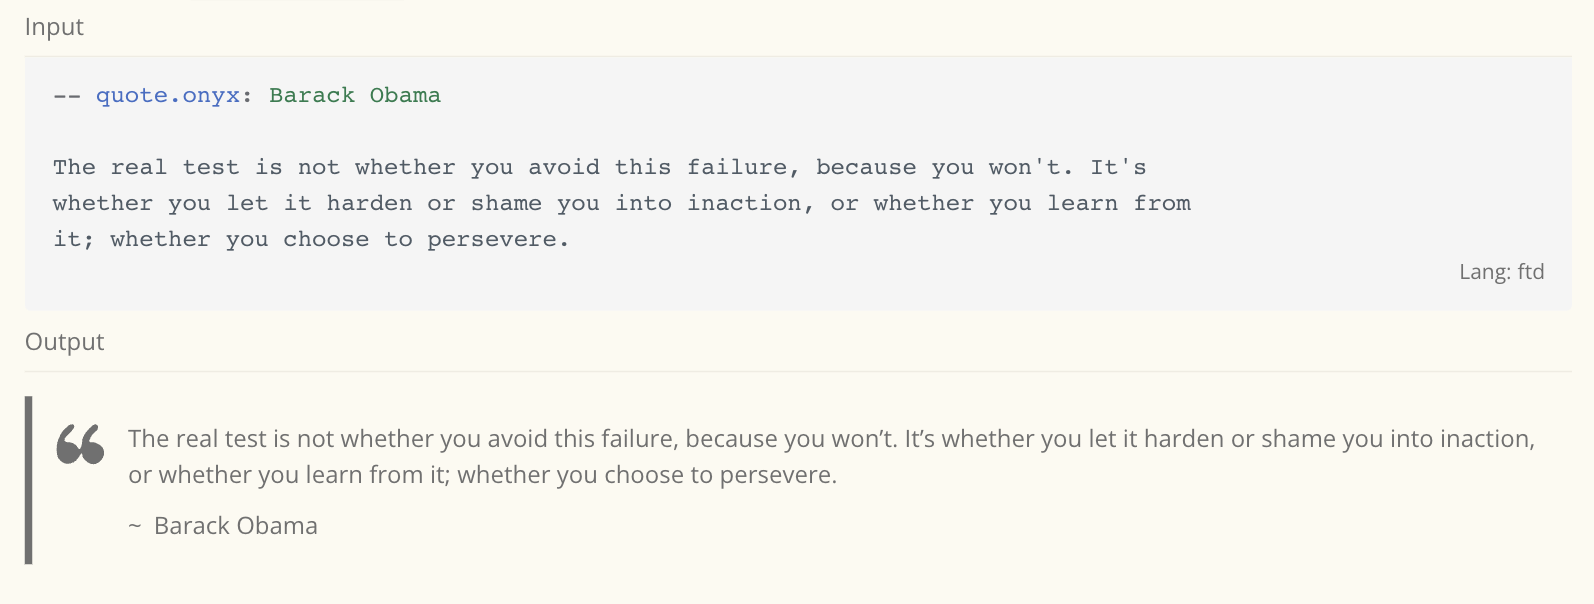 Input
-- quote.onyx: Barack Obama
The real test is not whether you avoid this failure, because you won't. It's
whether you let it harden or shame you into inaction, or whether you learn from
it; whether you choose to persevere.
Lang: ftd
Output
“ The real test is not whether you avoid this failure, because you won’t. It’s whether you let it harden or shame you into inaction,
or whether you learn from it; whether you choose to persevere.
~ Barack Obama